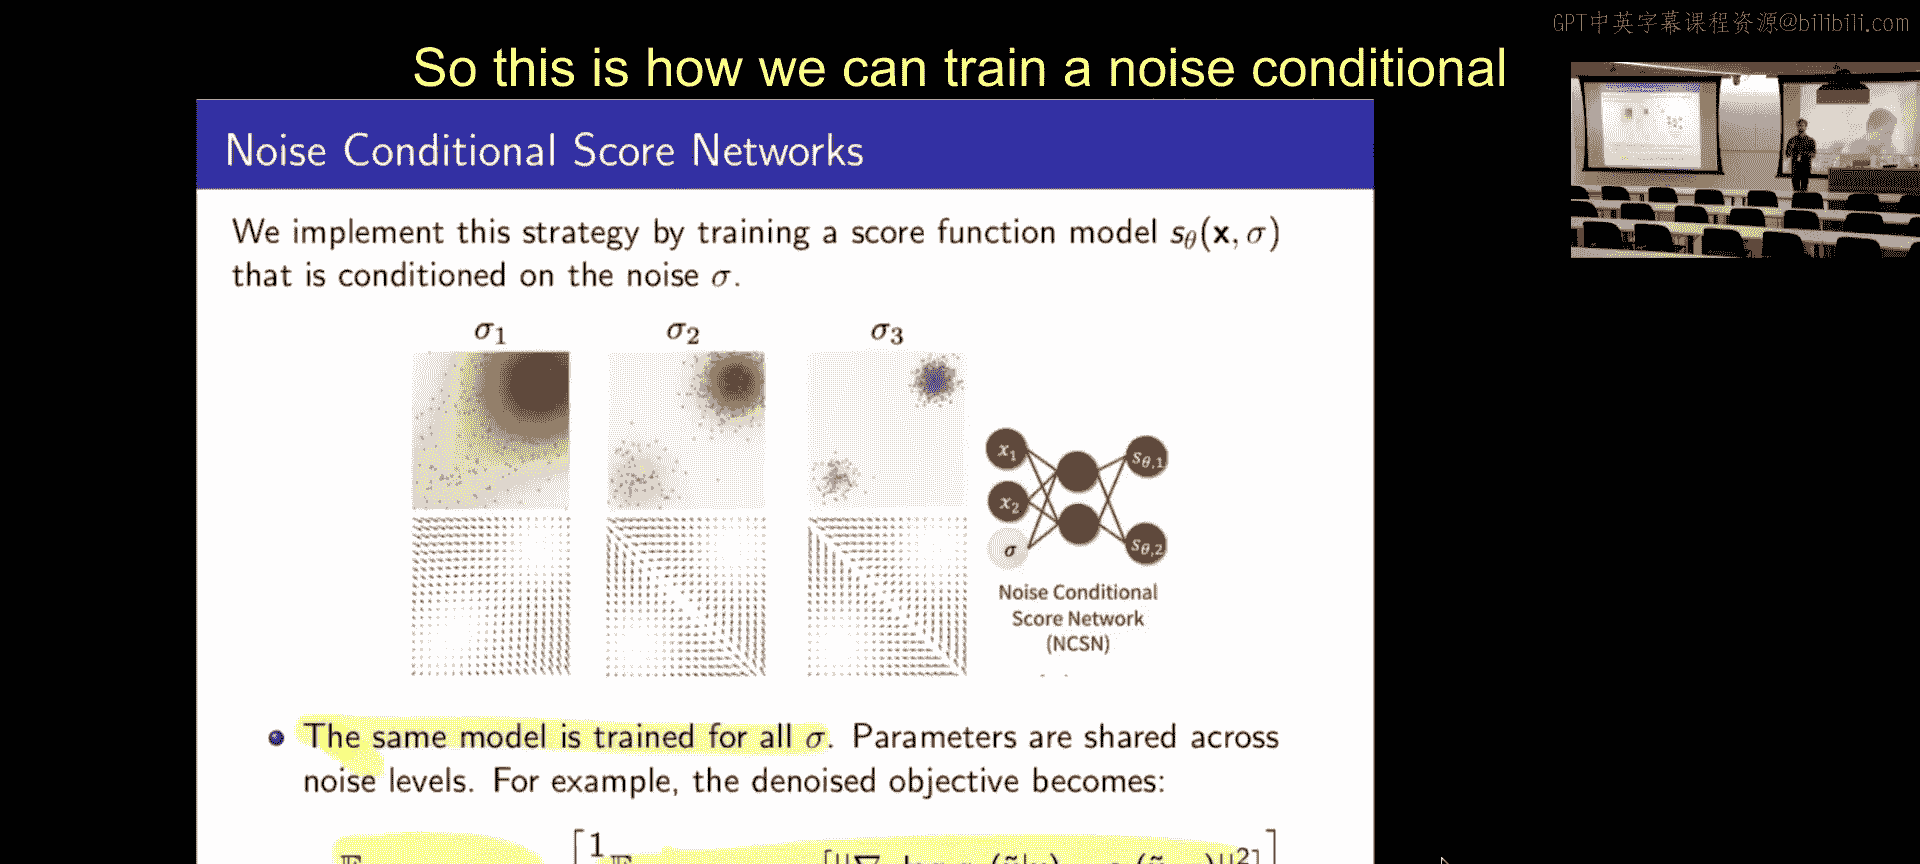 GPT中英字幕课程资源@bilibili.com
So this is how we can train a noise conditional
Noise Conditional Score Networks
We implement this strategy by training a score function model s_θ(x, σ)
that is conditioned on the noise σ.
σ₁ σ₂ σ₃
x₁ s_θ,₁
x₂
σ s_θ,₂
Noise Conditional
Score Network
(NCSN)
The same model is trained for all σ. Parameters are shared across
noise levels. For example, the denoised objective becomes: